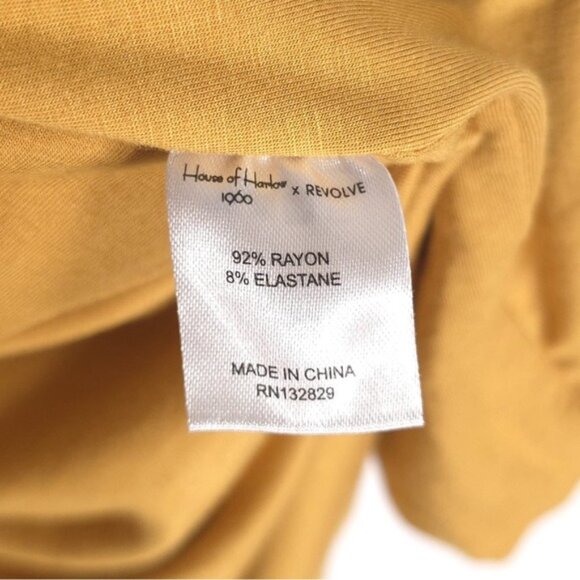 House of Harlow x REVOLVE
1960
92% RAYON
8% ELASTANE
MADE IN CHINA
RN132829